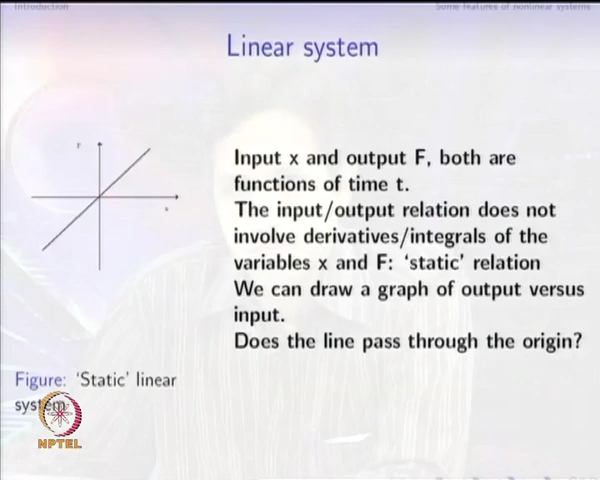 Introduction
Some features of nonlinear systems
Linear system
F
Input x and output F, both are
functions of time t.
The input/output relation does not
involve derivatives/integrals of the
variables x and F: ‘static’ relation
We can draw a graph of output versus
input.
Does the line pass through the origin?
Figure: ‘Static’ linear
system
NPTEL